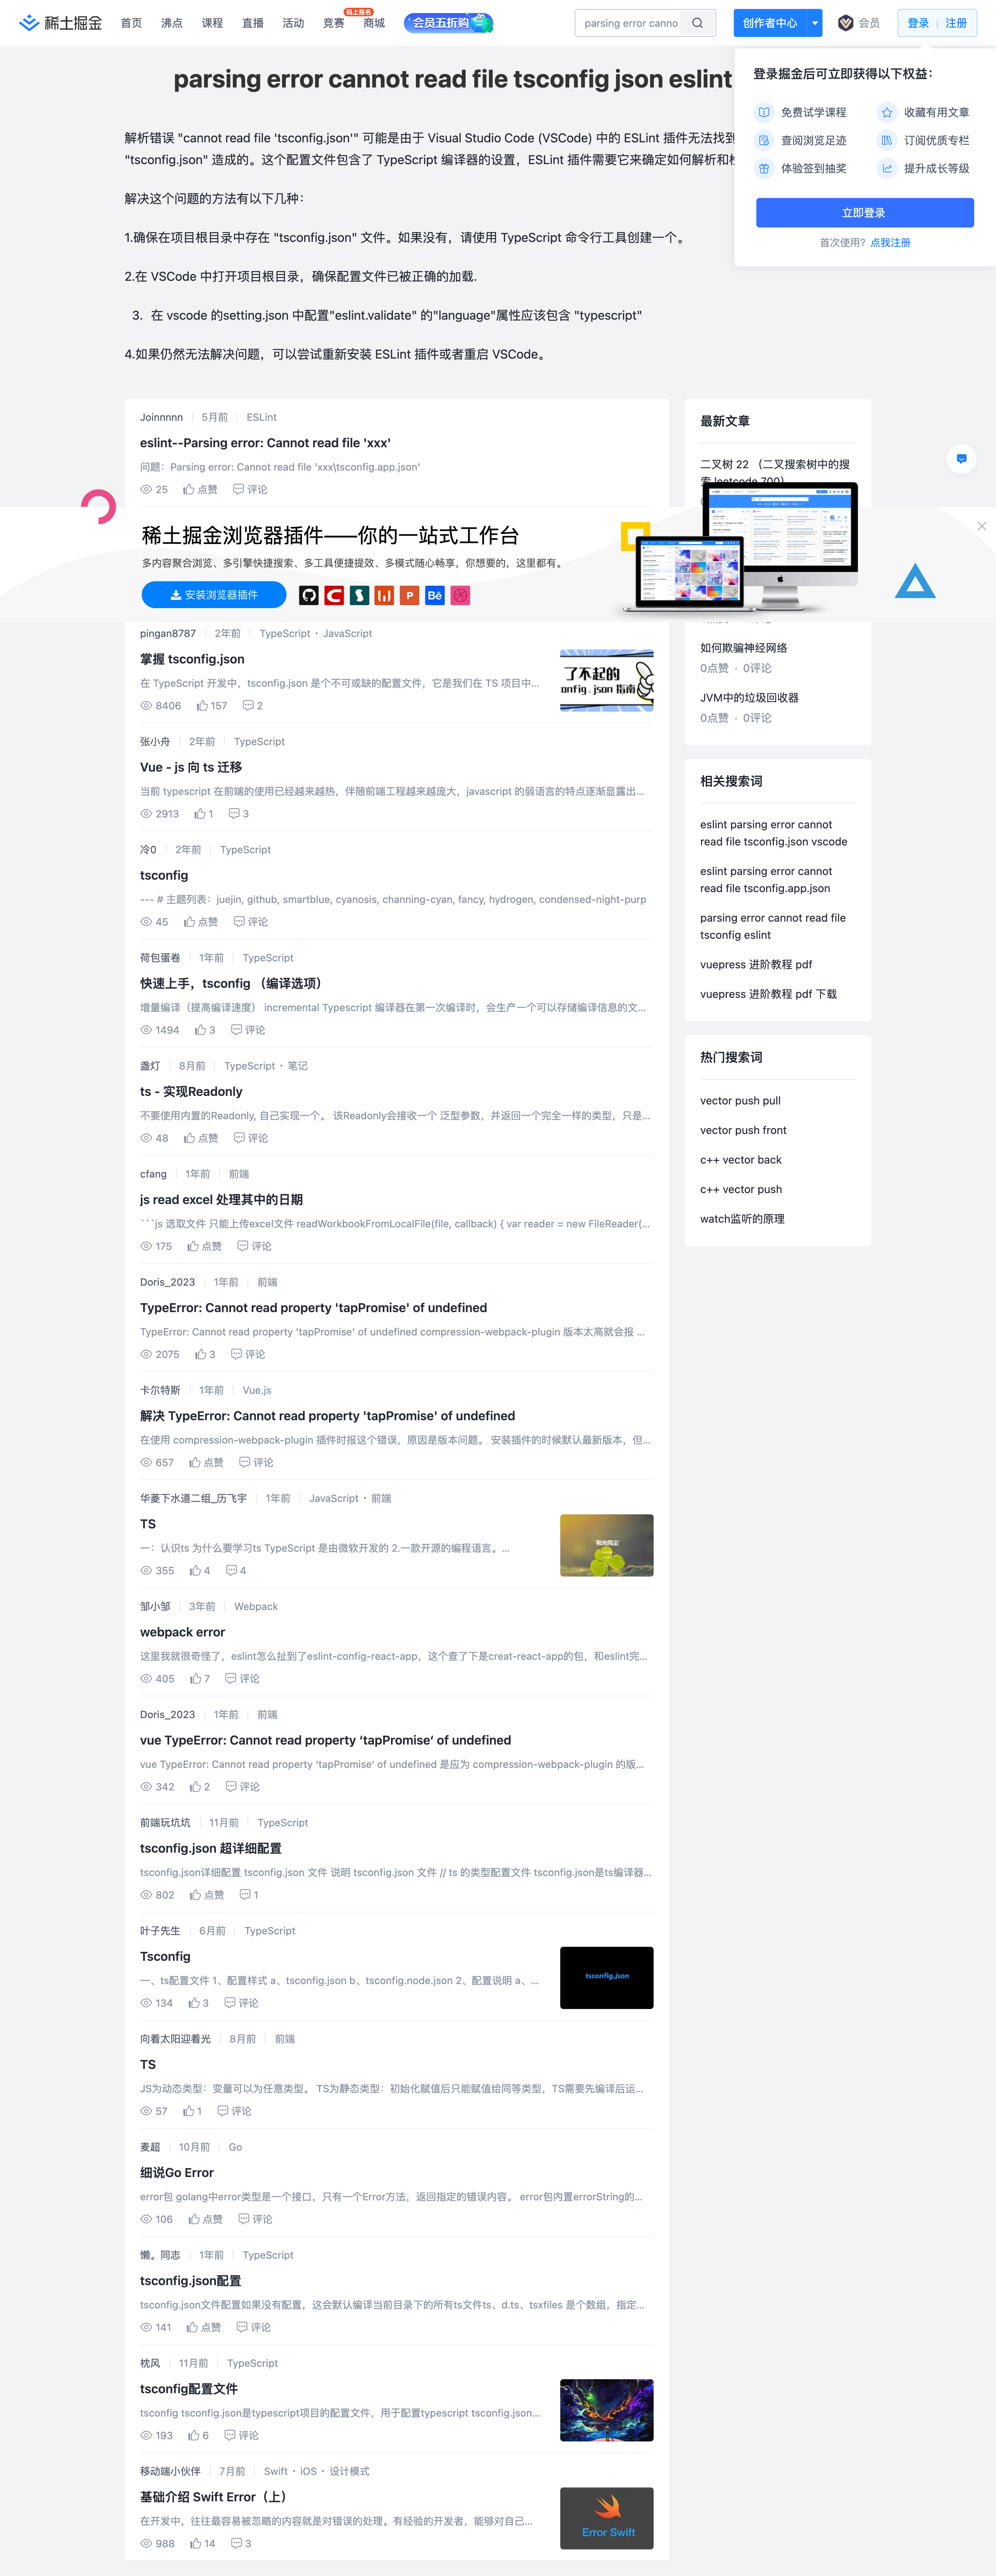 稀土掘金
首页
沸点
课程
直播
活动
竞赛
码上报名
商城
会员五折购
parsing error canno
创作者中心
会员
登录
注册
登录掘金后可立即获得以下权益：
免费试学课程
收藏有用文章
查阅浏览足迹
订阅优质专栏
体验签到抽奖
提升成长等级
立即登录
首次使用？ 点我注册
parsing error cannot read file tsconfig json eslint
解析错误 "cannot read file 'tsconfig.json'" 可能是由于 Visual Studio Code (VSCode) 中的 ESLint 插件无法找到
"tsconfig.json" 造成的。这个配置文件包含了 TypeScript 编译器的设置，ESLint 插件需要它来确定如何解析和
解决这个问题的方法有以下几种：
1.确保在项目根目录中存在 "tsconfig.json" 文件。如果没有，请使用 TypeScript 命令行工具创建一个。
2.在 VSCode 中打开项目根目录，确保配置文件已被正确的加载.
3. 在 vscode 的setting.json 中配置"eslint.validate" 的"language"属性应该包含 "typescript"
4.如果仍然无法解决问题，可以尝试重新安装 ESLint 插件或者重启 VSCode。
Joinnnnn 5月前 ESLint
eslint--Parsing error: Cannot read file 'xxx'
问题：Parsing error: Cannot read file 'xxx\tsconfig.app.json'
25 点赞 评论
稀土掘金浏览器插件——你的一站式工作台
多内容聚合浏览、多引擎快捷搜索、多工具便捷提效、多模式随心畅享，你想要的，这里都有。
安装浏览器插件
pingan8787 2年前 TypeScript · JavaScript
掌握 tsconfig.json
在 TypeScript 开发中，tsconfig.json 是个不可或缺的配置文件，它是我们在 TS 项目中...
8406 157 2
了不起的
onfig.json 指南
张小舟 2年前 TypeScript
Vue - js 向 ts 迁移
当前 typescript 在前端的使用已经越来越热，伴随前端工程越来越庞大，javascript 的弱语言的特点逐渐显露出...
2913 1 3
冷0 2年前 TypeScript
tsconfig
--- # 主题列表：juejin, github, smartblue, cyanosis, channing-cyan, fancy, hydrogen, condensed-night-purp
45 点赞 评论
荷包蛋卷 1年前 TypeScript
快速上手，tsconfig （编译选项）
增量编译（提高编译速度） incremental Typescript 编译器在第一次编译时，会生产一个可以存储编译信息的文...
1494 3 评论
盏灯 8月前 TypeScript · 笔记
ts - 实现Readonly
不要使用内置的Readonly, 自己实现一个。 该Readonly会接收一个 泛型参数，并返回一个完全一样的类型，只是...
48 点赞 评论
cfang 1年前 前端
js read excel 处理其中的日期
```js 选取文件 只能上传excel文件 readWorkbookFromLocalFile(file, callback) { var reader = new FileReader(...
175 点赞 评论
Doris_2023 1年前 前端
TypeError: Cannot read property 'tapPromise' of undefined
TypeError: Cannot read property 'tapPromise' of undefined compression-webpack-plugin 版本太高就会报 ...
2075 3 评论
卡尔特斯 1年前 Vue.js
解决 TypeError: Cannot read property 'tapPromise' of undefined
在使用 compression-webpack-plugin 插件时报这个错误，原因是版本问题。 安装插件的时候默认最新版本，但...
657 点赞 评论
华菱下水道二组_历飞宇 1年前 JavaScript · 前端
TS
一：认识ts 为什么要学习ts TypeScript 是由微软开发的 2.一款开源的编程语言。...
355 4 4
邹小邹 3年前 Webpack
webpack error
这里我就很奇怪了，eslint怎么扯到了eslint-config-react-app，这个查了下是creat-react-app的包，和eslint完...
405 7 评论
Doris_2023 1年前 前端
vue TypeError: Cannot read property ‘tapPromise‘ of undefined
vue TypeError: Cannot read property ‘tapPromise‘ of undefined 是应为 compression-webpack-plugin 的版...
342 2 评论
前端玩坑坑 11月前 TypeScript
tsconfig.json 超详细配置
tsconfig.json详细配置 tsconfig.json 文件 说明 tsconfig.json 文件 // ts 的类型配置文件 tsconfig.json是ts编译器...
802 点赞 1
叶子先生 6月前 TypeScript
Tsconfig
一、ts配置文件 1、配置样式 a、tsconfig.json b、tsconfig.node.json 2、配置说明 a、...
134 3 评论
tsconfig.json
向着太阳迎着光 8月前 前端
TS
JS为动态类型：变量可以为任意类型。 TS为静态类型：初始化赋值后只能赋值给同等类型，TS需要先编译后运...
57 1 评论
麦超 10月前 Go
细说Go Error
error包 golang中error类型是一个接口，只有一个Error方法，返回指定的错误内容。 error包内置errorString的...
106 点赞 评论
懒。同志 1年前 TypeScript
tsconfig.json配置
tsconfig.json文件配置如果没有配置，这会默认编译当前目录下的所有ts文件ts、d.ts、tsxfiles 是个数组，指定...
141 点赞 评论
枕风 11月前 TypeScript
tsconfig配置文件
tsconfig tsconfig.json是typescript项目的配置文件，用于配置typescript tsconfig.json...
193 6 评论
移动端小伙伴 7月前 Swift · iOS · 设计模式
基础介绍 Swift Error（上）
在开发中，往往最容易被忽略的内容就是对错误的处理。有经验的开发者，能够对自己...
988 14 3
Error Swift
最新文章
二叉树 22 （二叉搜索树中的搜
索 leetcode 700）
如何欺骗神经网络
0点赞 · 0评论
JVM中的垃圾回收器
0点赞 · 0评论
相关搜索词
eslint parsing error cannot
read file tsconfig.json vscode
eslint parsing error cannot
read file tsconfig.app.json
parsing error cannot read file
tsconfig eslint
vuepress 进阶教程 pdf
vuepress 进阶教程 pdf 下载
热门搜索词
vector push pull
vector push front
c++ vector back
c++ vector push
watch监听的原理